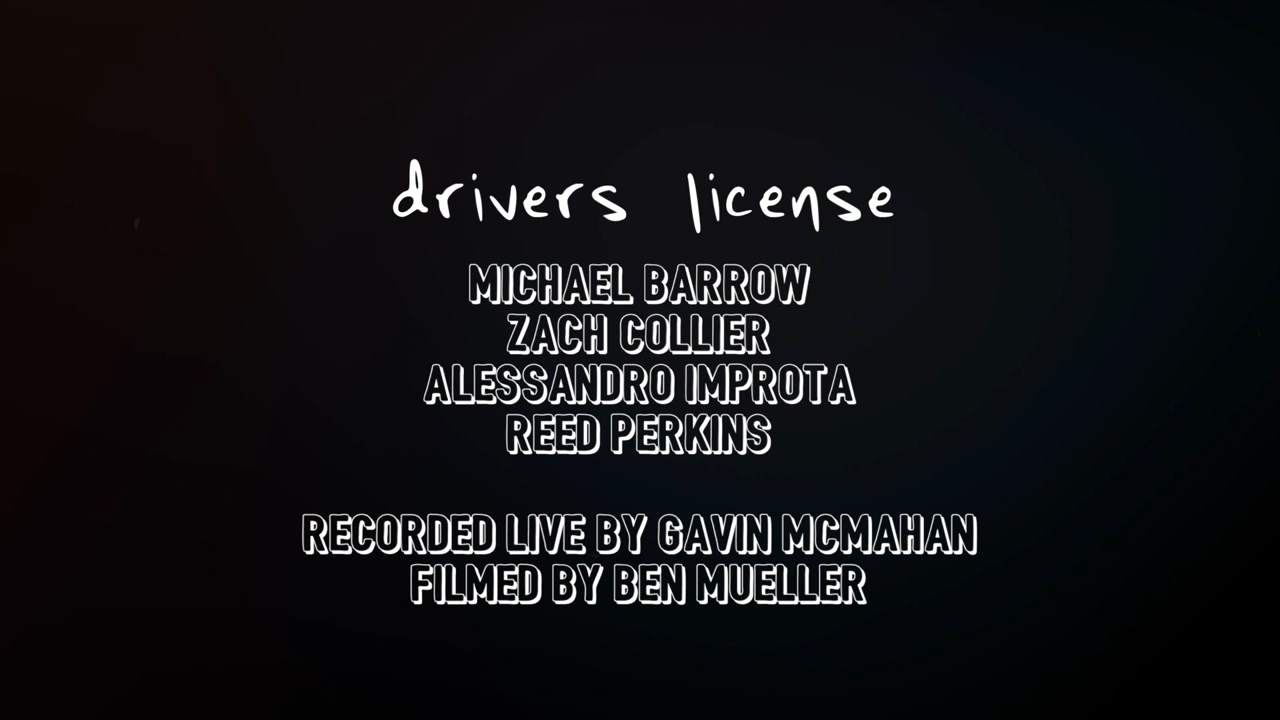 drivers license
MICHAEL BARROW
ZACH COLLIER
ALESSANDRO IMPROTA
REED PERKINS
RECORDED LIVE BY GAVIN MCMAHAN
FILMED BY BEN MUELLER